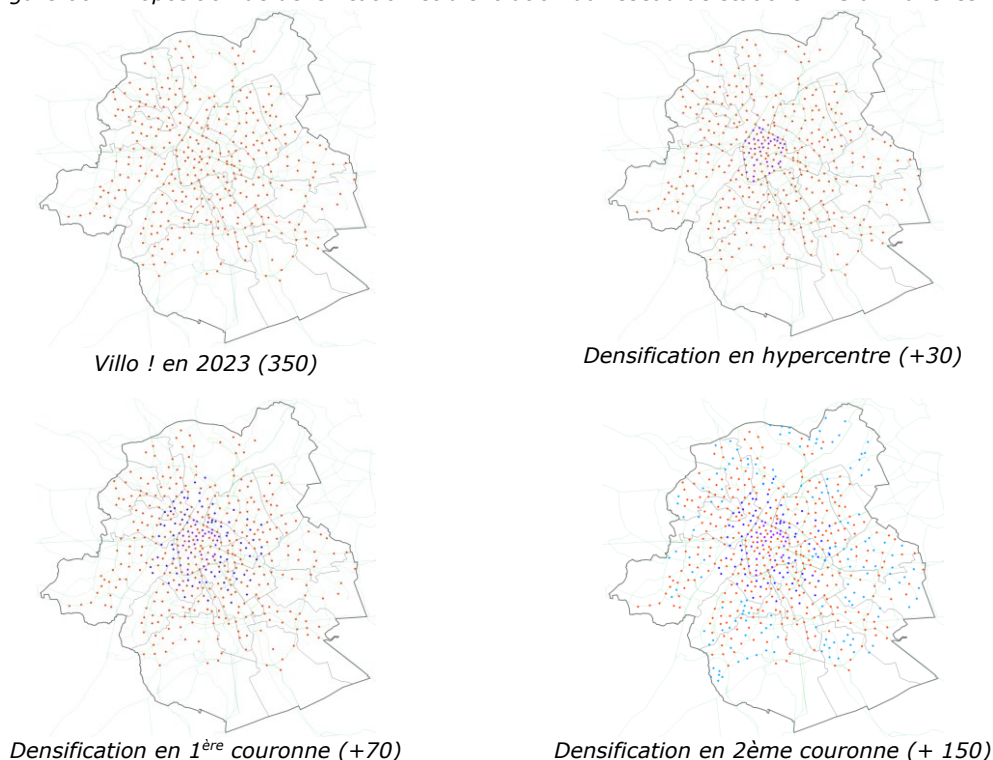 Villo ! en 2023 (350)
Densification en hypercentre (+30)
Densification en 1ère couronne (+70)
Densification en 2ème couronne (+ 150)